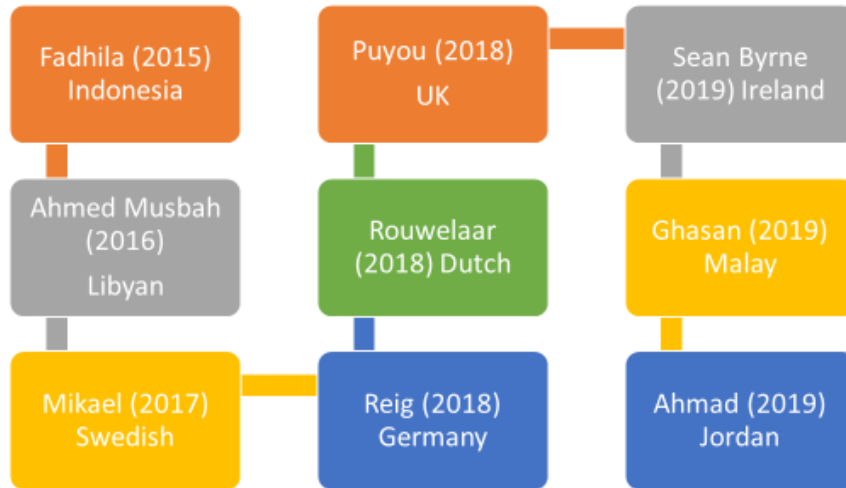 Fadhila (2015)
Indonesia
Ahmed Musbah
(2016)
Libyan
Mikael (2017)
Swedish
Reig (2018)
Germany
Rouwelaar
(2018) Dutch
Puyou (2018)
UK
Sean Byrne
(2019) Ireland
Ghasan (2019)
Malay
Ahmad (2019)
Jordan